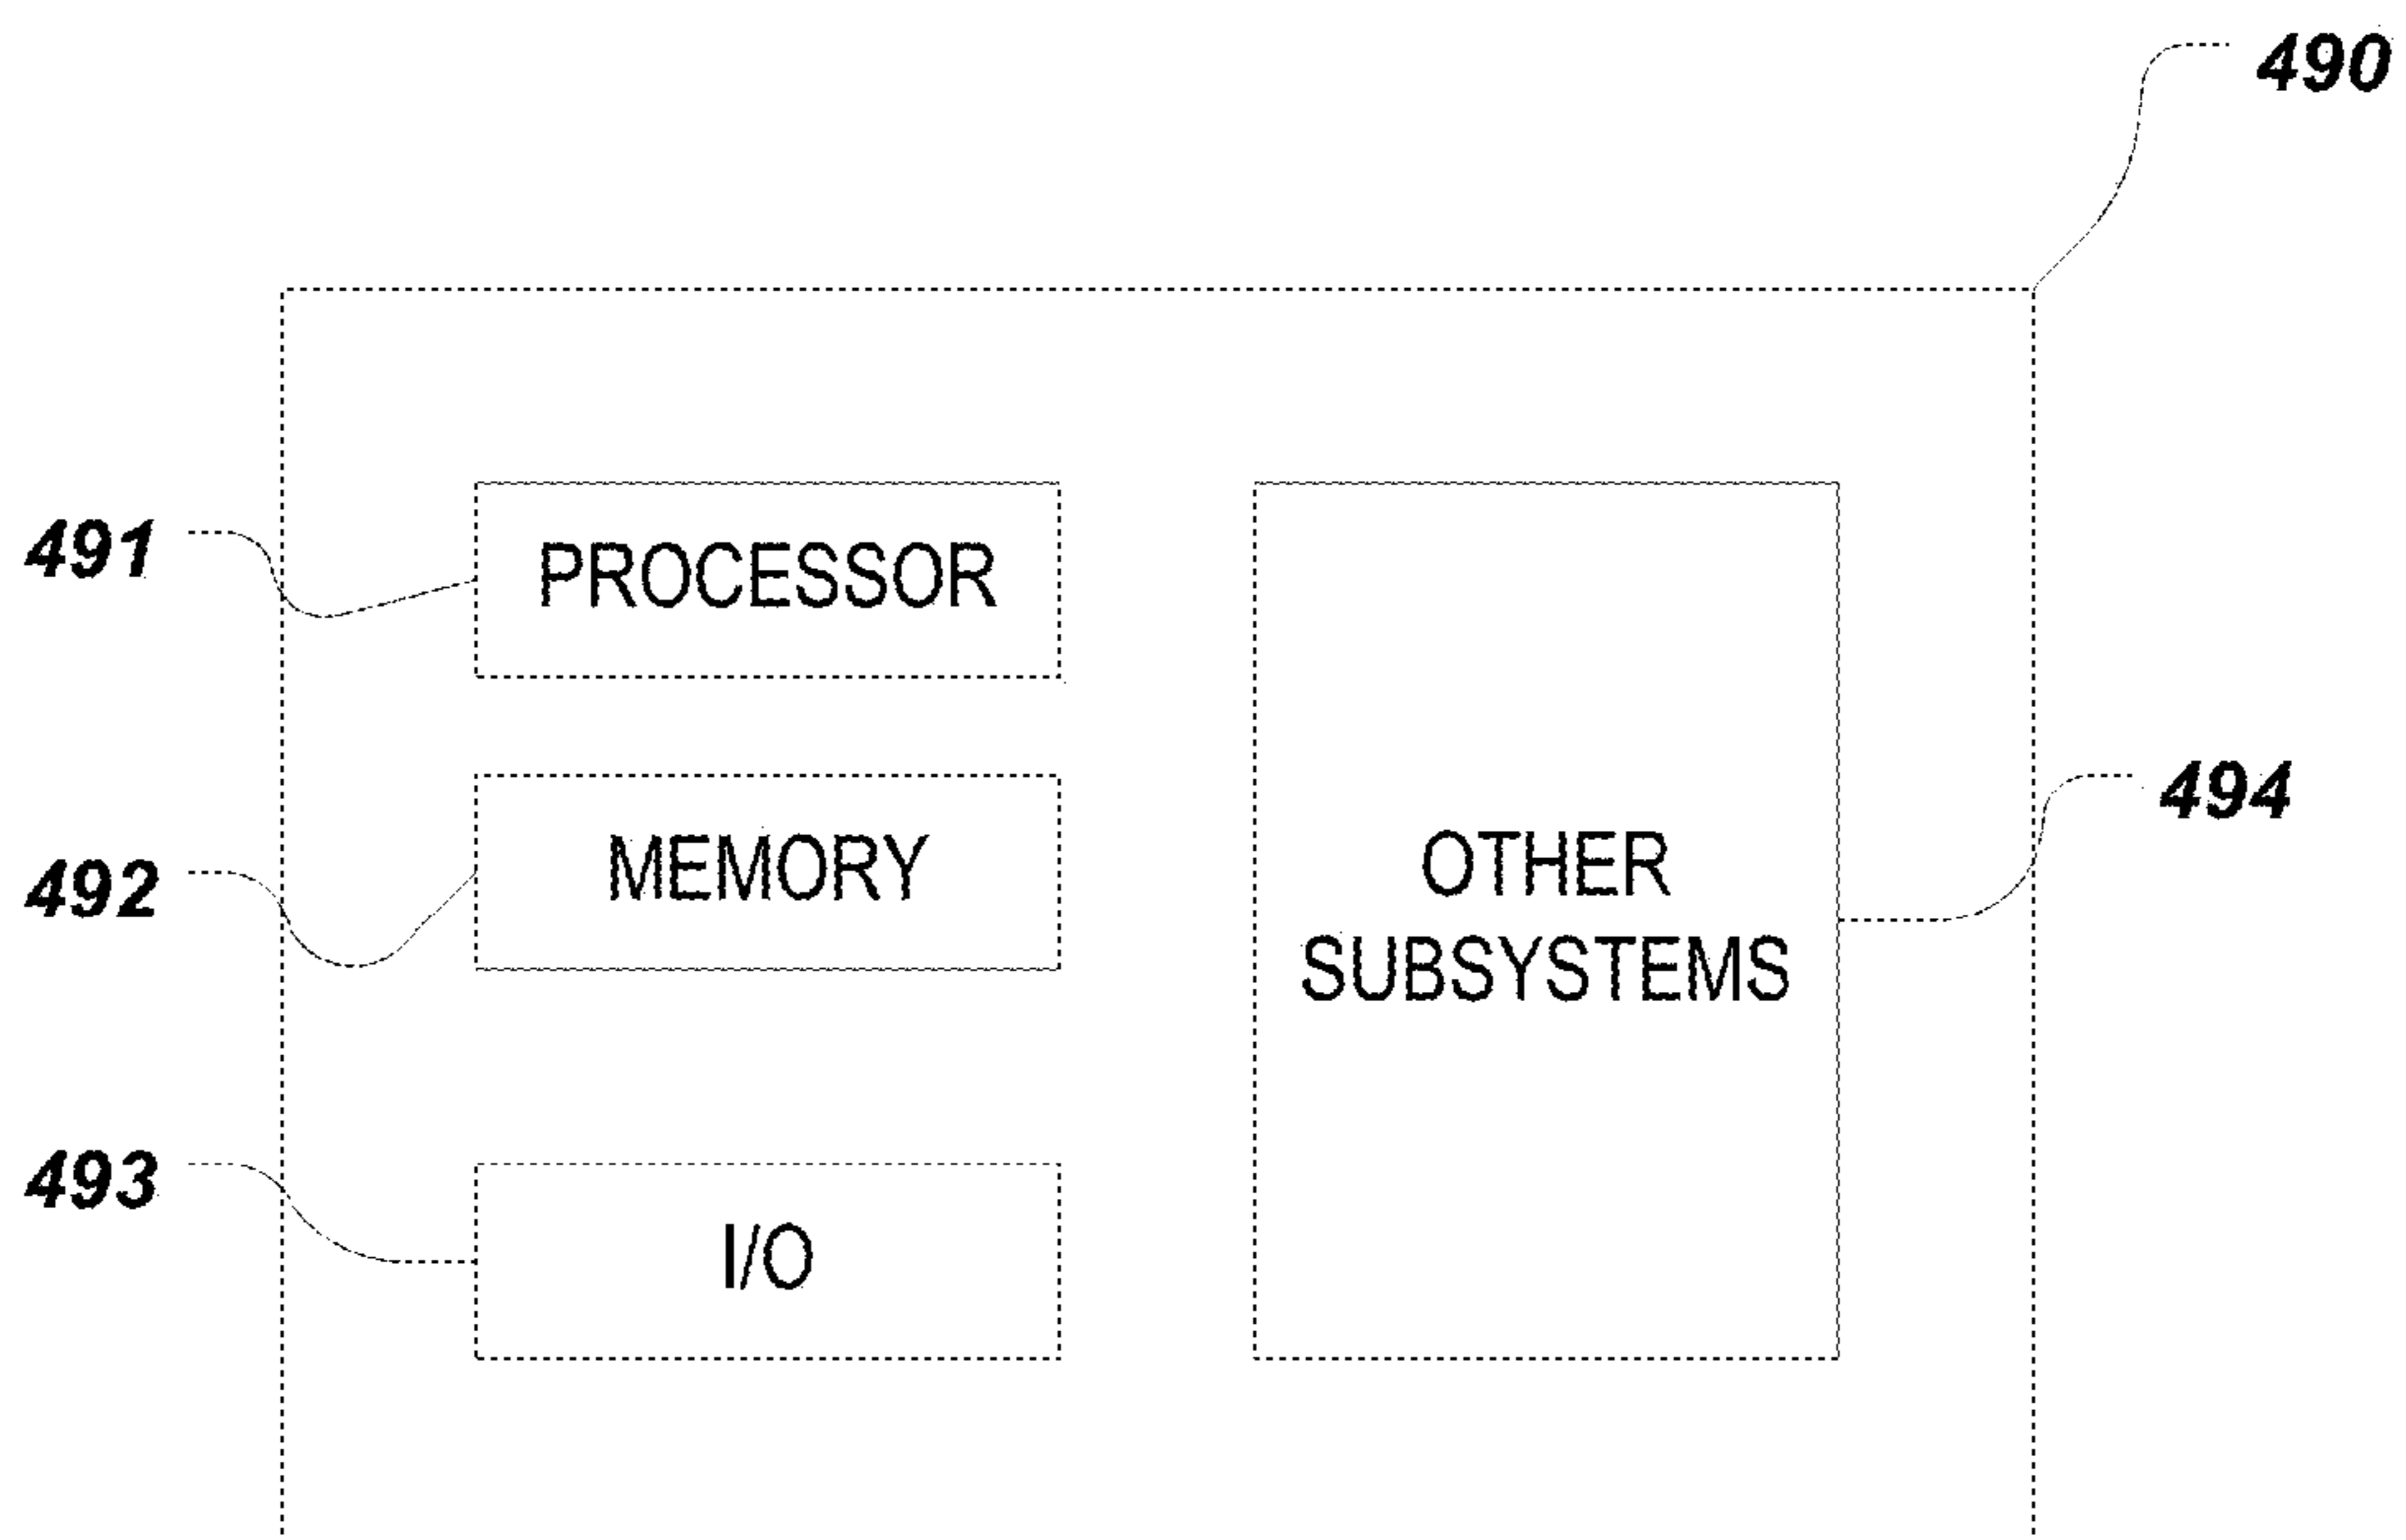 490
491
PROCESSOR
492
MEMORY
493
I/O
OTHER
SUBSYSTEMS
494